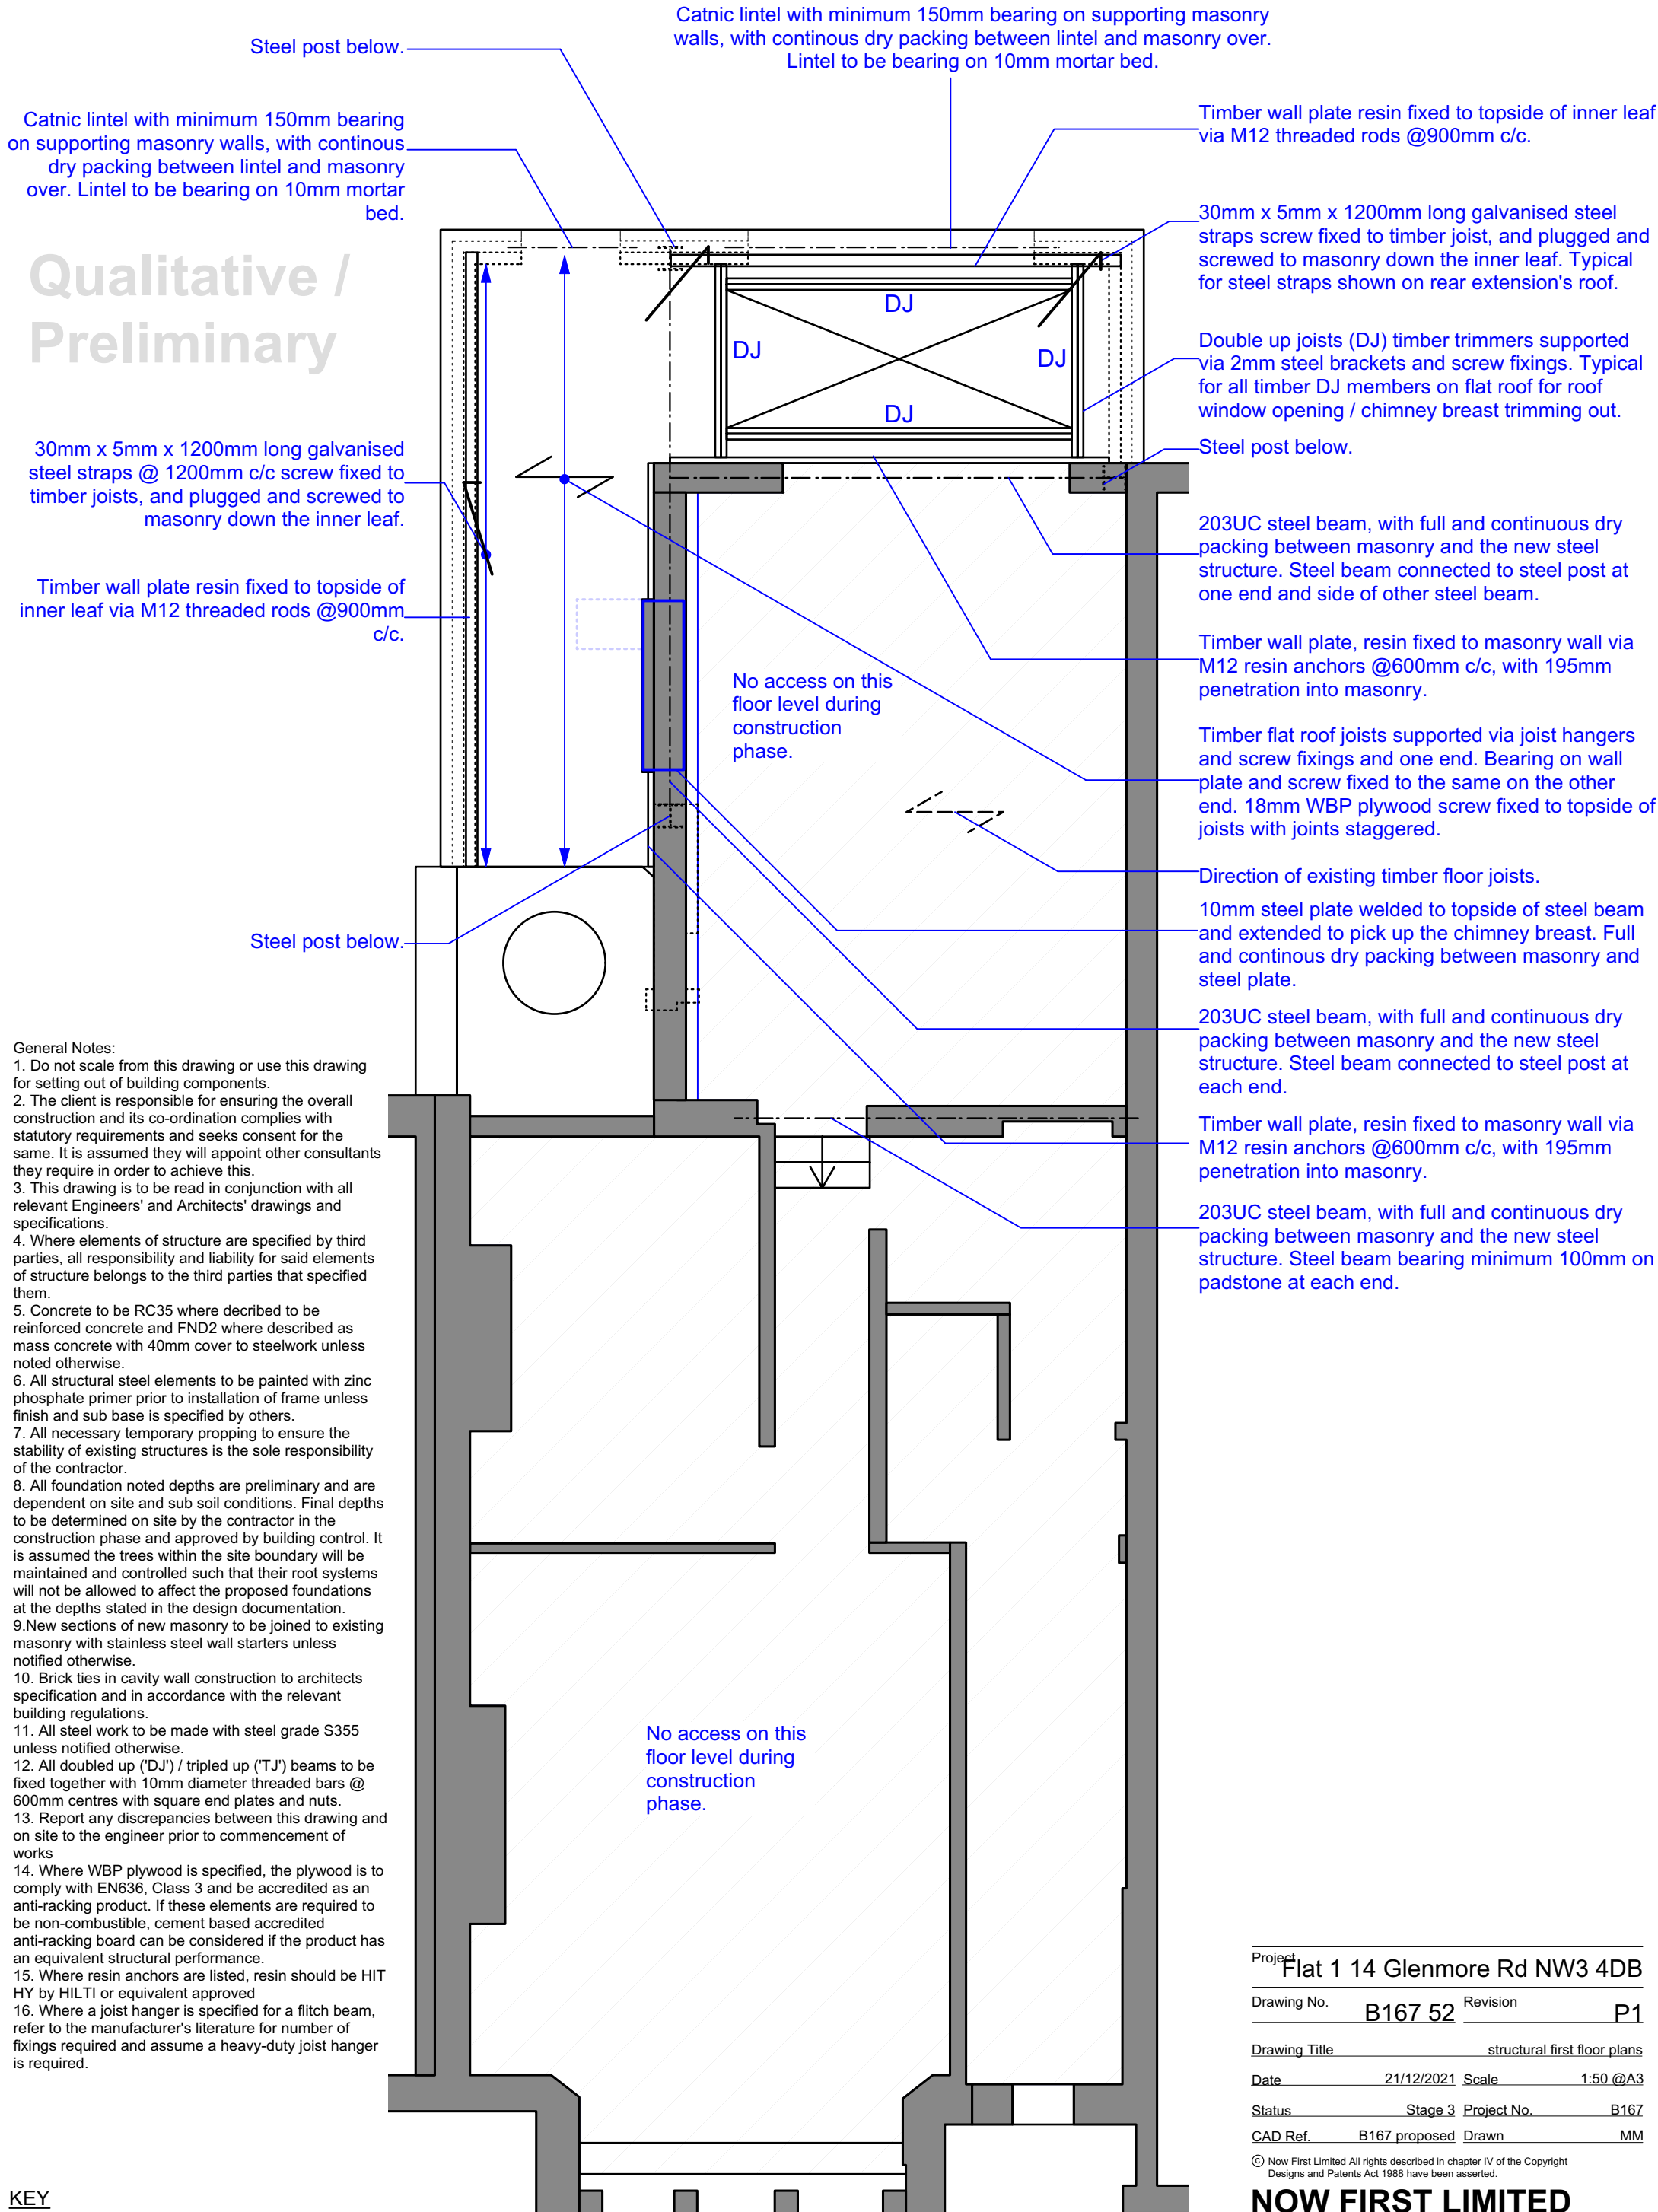 Catnic lintel with minimum 150mm bearing on supporting masonry
walls, with continous dry packing between lintel and masonry over.
Lintel to be bearing on 10mm mortar bed.
Steel post below.
Catnic lintel with minimum 150mm bearing
on supporting masonry walls, with continous
dry packing between lintel and masonry
over. Lintel to be bearing on 10mm mortar
bed.
Qualitative /
Preliminary
30mm x 5mm x 1200mm long galvanised
steel straps @ 1200mm c/c screw fixed to
timber joists, and plugged and screwed to
masonry down the inner leaf.
Timber wall plate resin fixed to topside of
inner leaf via M12 threaded rods @900mm
c/c.
Steel post below.
DJ
DJ
DJ
DJ
No access on this
floor level during
construction
phase.
No access on this
floor level during
construction
phase.
Timber wall plate resin fixed to topside of inner leaf
via M12 threaded rods @900mm c/c.
30mm x 5mm x 1200mm long galvanised steel
straps screw fixed to timber joist, and plugged and
screwed to masonry down the inner leaf. Typical
for steel straps shown on rear extension's roof.
Double up joists (DJ) timber trimmers supported
via 2mm steel brackets and screw fixings. Typical
for all timber DJ members on flat roof for roof
window opening / chimney breast trimming out.
Steel post below.
203UC steel beam, with full and continuous dry
packing between masonry and the new steel
structure. Steel beam connected to steel post at
one end and side of other steel beam.
Timber wall plate, resin fixed to masonry wall via
M12 resin anchors @600mm c/c, with 195mm
penetration into masonry.
Timber flat roof joists supported via joist hangers
and screw fixings and one end. Bearing on wall
plate and screw fixed to the same on the other
end. 18mm WBP plywood screw fixed to topside of
joists with joints staggered.
Direction of existing timber floor joists.
10mm steel plate welded to topside of steel beam
and extended to pick up the chimney breast. Full
and continous dry packing between masonry and
steel plate.
203UC steel beam, with full and continuous dry
packing between masonry and the new steel
structure. Steel beam connected to steel post at
each end.
Timber wall plate, resin fixed to masonry wall via
M12 resin anchors @600mm c/c, with 195mm
penetration into masonry.
203UC steel beam, with full and continuous dry
packing between masonry and the new steel
structure. Steel beam bearing minimum 100mm on
padstone at each end.
General Notes:
1. Do not scale from this drawing or use this drawing
for setting out of building components.
2. The client is responsible for ensuring the overall
construction and its co-ordination complies with
statutory requirements and seeks consent for the
same. It is assumed they will appoint other consultants
they require in order to achieve this.
3. This drawing is to be read in conjunction with all
relevant Engineers' and Architects' drawings and
specifications.
4. Where elements of structure are specified by third
parties, all responsibility and liability for said elements
of structure belongs to the third parties that specified
them.
5. Concrete to be RC35 where decribed to be
reinforced concrete and FND2 where described as
mass concrete with 40mm cover to steelwork unless
noted otherwise.
6. All structural steel elements to be painted with zinc
phosphate primer prior to installation of frame unless
finish and sub base is specified by others.
7. All necessary temporary propping to ensure the
stability of existing structures is the sole responsibility
of the contractor.
8. All foundation noted depths are preliminary and are
dependent on site and sub soil conditions. Final depths
to be determined on site by the contractor in the
construction phase and approved by building control. It
is assumed the trees within the site boundary will be
maintained and controlled such that their root systems
will not be allowed to affect the proposed foundations
at the depths stated in the design documentation.
9.New sections of new masonry to be joined to existing
masonry with stainless steel wall starters unless
notified otherwise.
10. Brick ties in cavity wall construction to architects
specification and in accordance with the relevant
building regulations.
11. All steel work to be made with steel grade S355
unless notified otherwise.
12. All doubled up ('DJ') / tripled up ('TJ') beams to be
fixed together with 10mm diameter threaded bars @
600mm centres with square end plates and nuts.
13. Report any discrepancies between this drawing and
on site to the engineer prior to commencement of
works
14. Where WBP plywood is specified, the plywood is to
comply with EN636, Class 3 and be accredited as an
anti-racking product. If these elements are required to
be non-combustible, cement based accredited
anti-racking board can be considered if the product has
an equivalent structural performance.
15. Where resin anchors are listed, resin should be HIT
HY by HILTI or equivalent approved
16. Where a joist hanger is specified for a flitch beam,
refer to the manufacturer's literature for number of
fixings required and assume a heavy-duty joist hanger
is required.
KEY
Project Flat 1 14 Glenmore Rd NW3 4DB
Drawing No. B167 52 Revision P1
Drawing Title structural first floor plans
Date 21/12/2021 Scale 1:50 @A3
Status Stage 3 Project No. B167
CAD Ref. B167 proposed Drawn MM
© Now First Limited All rights described in chapter IV of the Copyright
Designs and Patents Act 1988 have been asserted.
NOW FIRST LIMITED